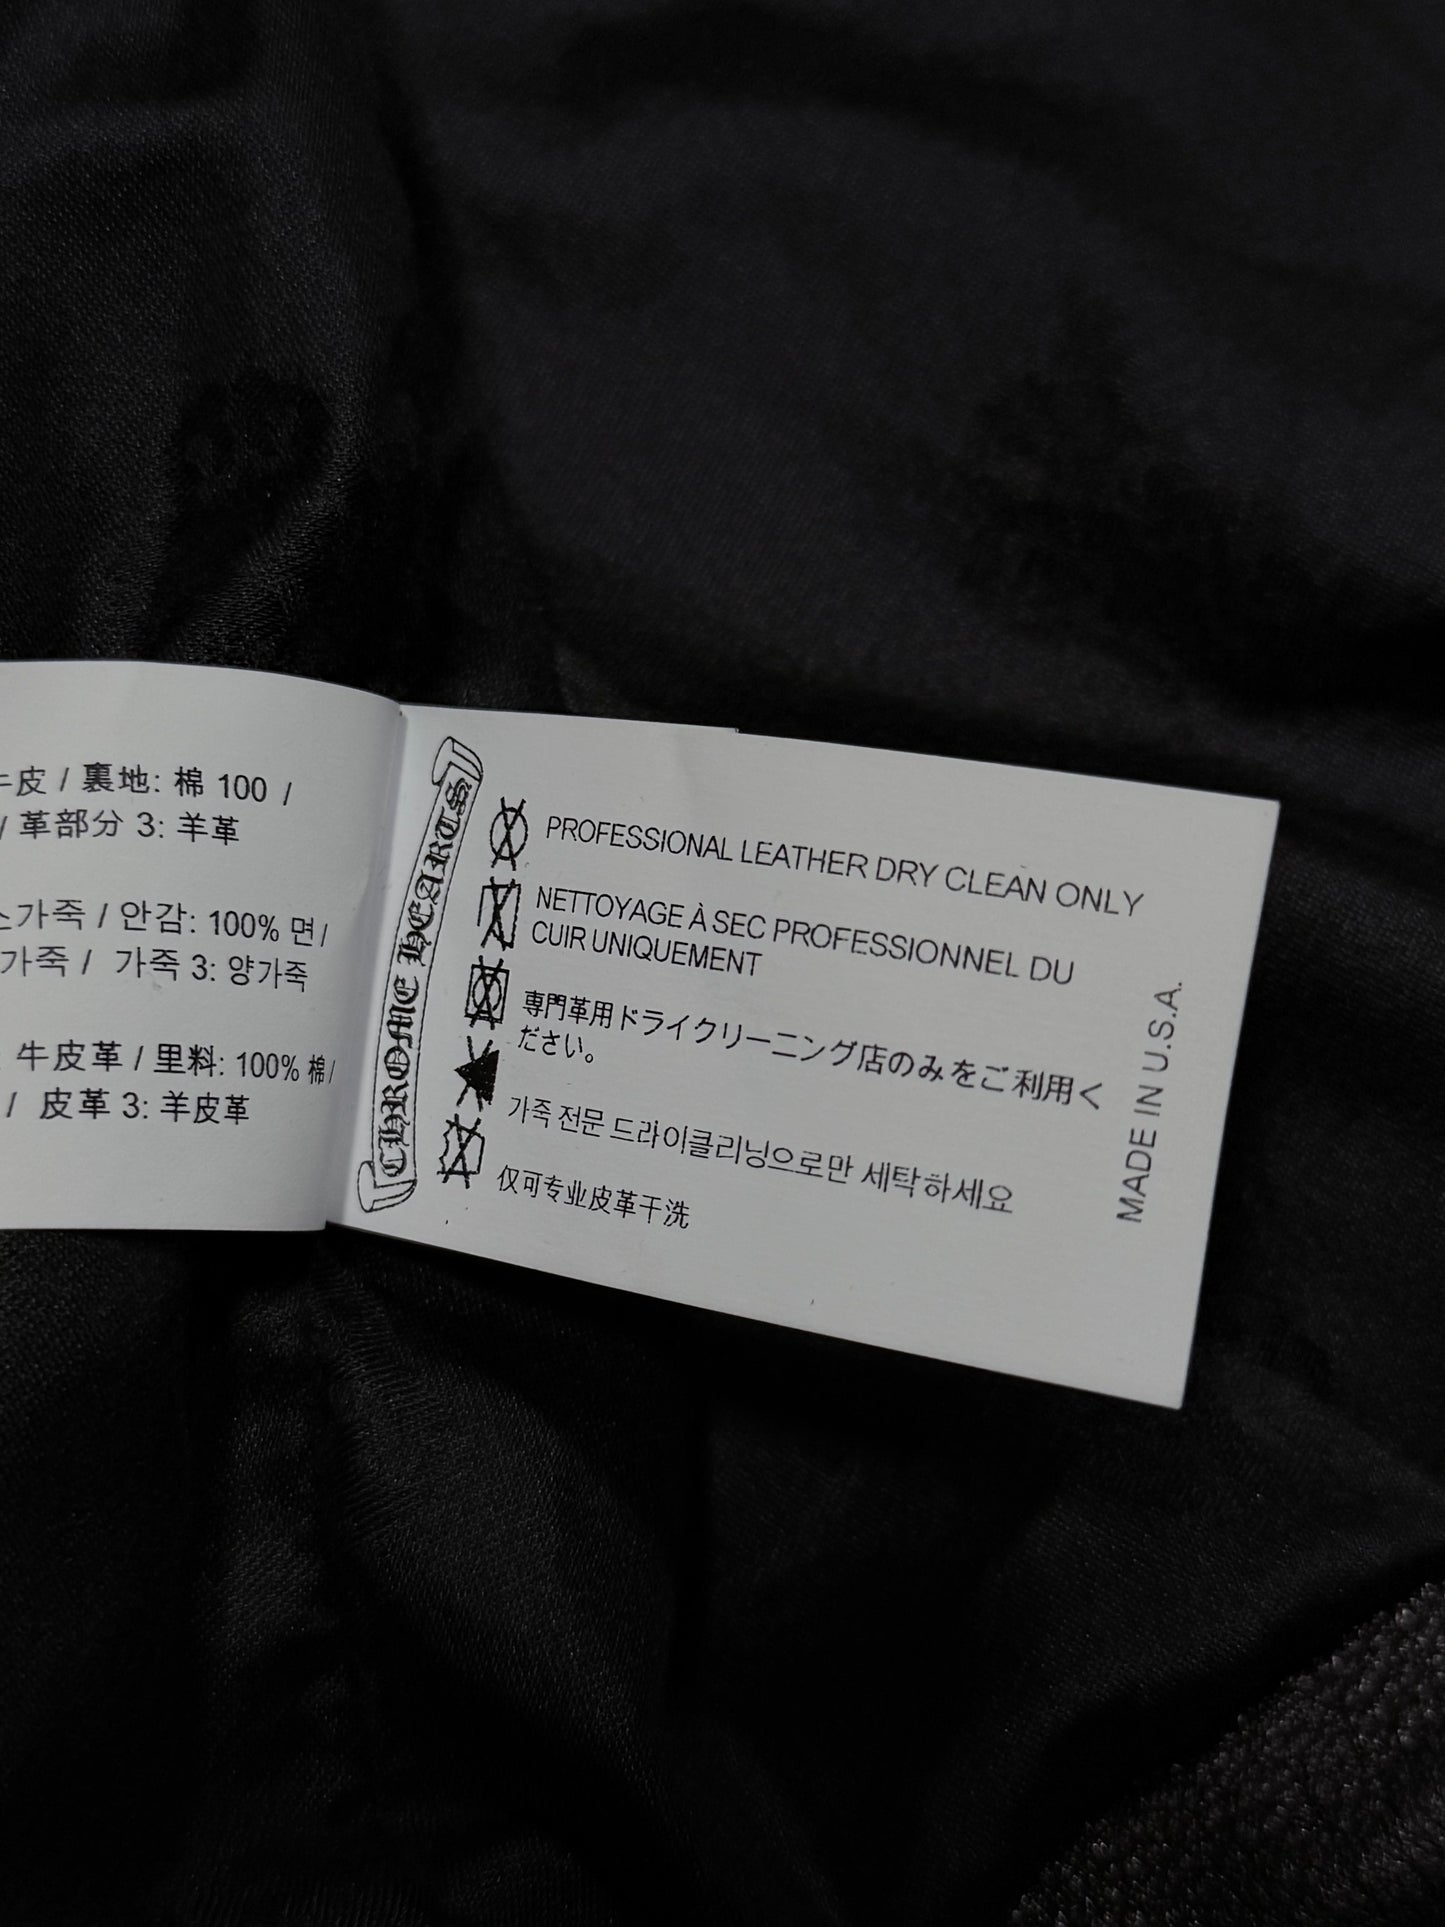 牛皮 / 裏地: 棉 100 /
/ 革部分 3: 羊革
소가죽 / 안감: 100% 면 /
가죽 / 가죽 3: 양가죽
: 牛皮革 / 里料: 100% 棉 /
/ 皮革 3: 羊皮革
CHROME HEARTS
PROFESSIONAL LEATHER DRY CLEAN ONLY
NETTOYAGE À SEC PROFESSIONNEL DU
CUIR UNIQUEMENT
専門革用ドライクリーニング店のみをご利用く
ださい。
가죽 전문 드라이클리닝으로만 세탁하세요
仅可专业皮革干洗
MADE IN U.S.A.